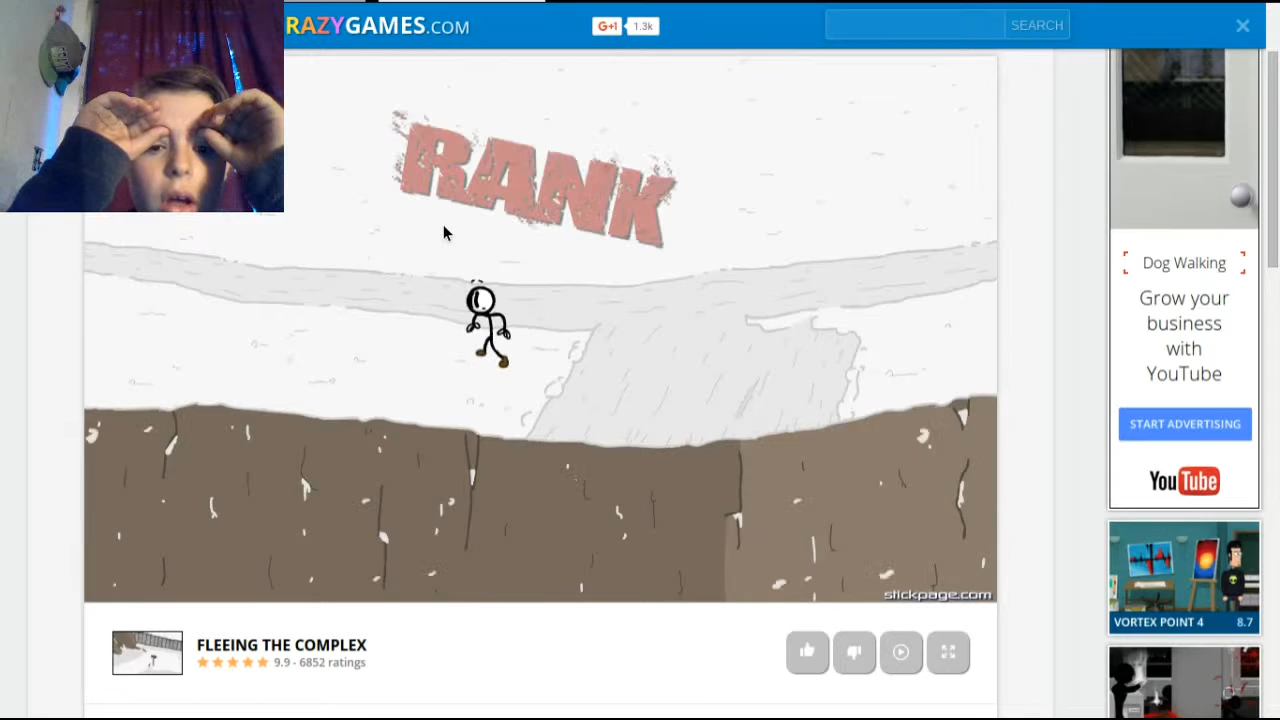 RAZYGAMES.COM
G+1 1.3k
SEARCH
RANK
Dog Walking
Grow your
business
with
YouTube
START ADVERTISING
YouTube
stickpage.com
VORTEX POINT 4 8.7
FLEEING THE COMPLEX
9.9 - 6852 ratings